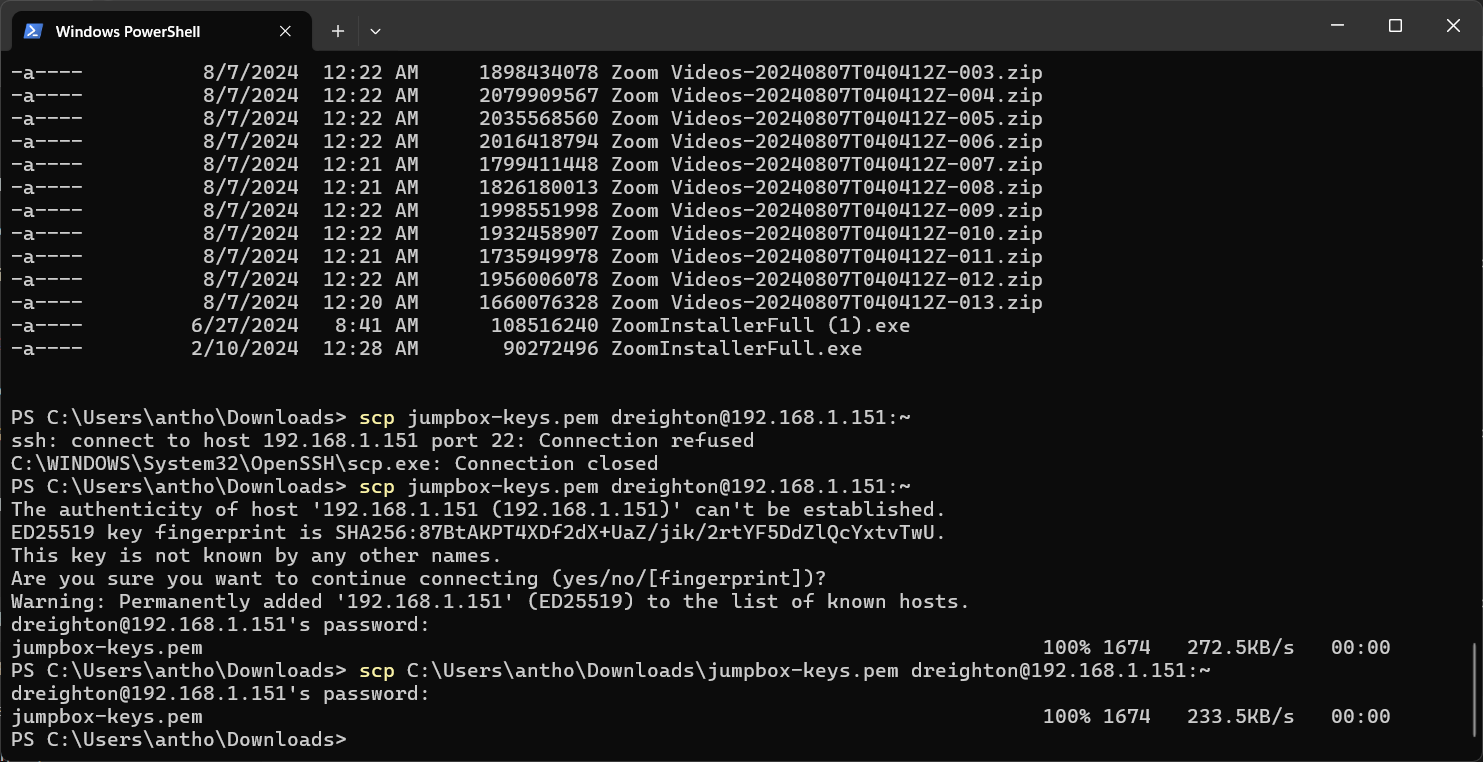 Windows PowerShell
-a---- 8/7/2024 12:22 AM 1898434078 Zoom Videos-20240807T040412Z-003.zip
-a---- 8/7/2024 12:22 AM 2079909567 Zoom Videos-20240807T040412Z-004.zip
-a---- 8/7/2024 12:22 AM 2035568560 Zoom Videos-20240807T040412Z-005.zip
-a---- 8/7/2024 12:22 AM 2016418794 Zoom Videos-20240807T040412Z-006.zip
-a---- 8/7/2024 12:21 AM 1799411448 Zoom Videos-20240807T040412Z-007.zip
-a---- 8/7/2024 12:21 AM 1826180013 Zoom Videos-20240807T040412Z-008.zip
-a---- 8/7/2024 12:22 AM 1998551998 Zoom Videos-20240807T040412Z-009.zip
-a---- 8/7/2024 12:22 AM 1932458907 Zoom Videos-20240807T040412Z-010.zip
-a---- 8/7/2024 12:21 AM 1735949978 Zoom Videos-20240807T040412Z-011.zip
-a---- 8/7/2024 12:22 AM 1956006078 Zoom Videos-20240807T040412Z-012.zip
-a---- 8/7/2024 12:20 AM 1660076328 Zoom Videos-20240807T040412Z-013.zip
-a---- 6/27/2024 8:41 AM 108516240 ZoomInstallerFull (1).exe
-a---- 2/10/2024 12:28 AM 90272496 ZoomInstallerFull.exe
PS C:\Users\antho\Downloads> scp jumpbox-keys.pem dreighton@192.168.1.151:~
ssh: connect to host 192.168.1.151 port 22: Connection refused
C:\WINDOWS\System32\OpenSSH\scp.exe: Connection closed
PS C:\Users\antho\Downloads> scp jumpbox-keys.pem dreighton@192.168.1.151:~
The authenticity of host '192.168.1.151 (192.168.1.151)' can't be established.
ED25519 key fingerprint is SHA256:87BtAKPT4XDf2dX+UaZ/jik/2rtYF5DdZlQcYxtvTwU.
This key is not known by any other names.
Are you sure you want to continue connecting (yes/no/[fingerprint])?
Warning: Permanently added '192.168.1.151' (ED25519) to the list of known hosts.
dreighton@192.168.1.151's password:
jumpbox-keys.pem 100% 1674 272.5KB/s 00:00
PS C:\Users\antho\Downloads> scp C:\Users\antho\Downloads\jumpbox-keys.pem dreighton@192.168.1.151:~
dreighton@192.168.1.151's password:
jumpbox-keys.pem 100% 1674 233.5KB/s 00:00
PS C:\Users\antho\Downloads>